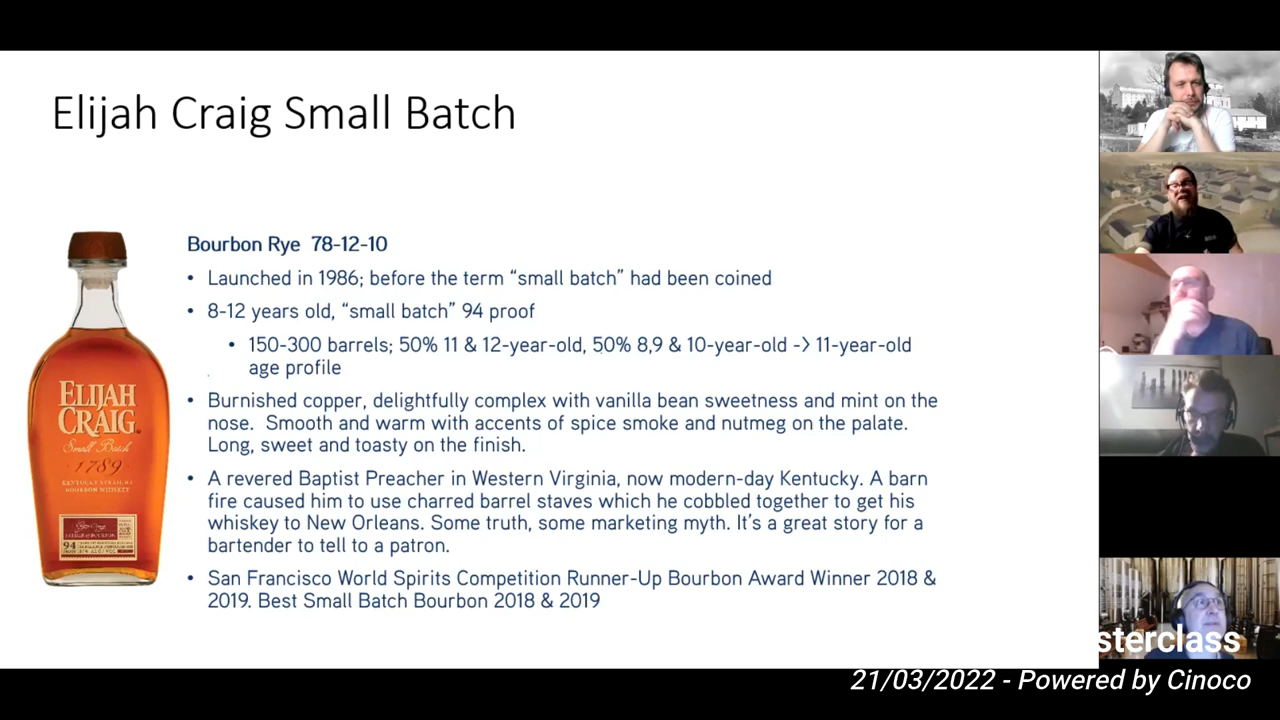 Elijah Craig Small Batch
Bourbon Rye 78-12-10
• Launched in 1986; before the term “small batch” had been coined
• 8-12 years old, “small batch” 94 proof
• 150-300 barrels; 50% 11 & 12-year-old, 50% 8,9 & 10-year-old -> 11-year-old
age profile
• Burnished copper, delightfully complex with vanilla bean sweetness and mint on the
nose. Smooth and warm with accents of spice smoke and nutmeg on the palate.
Long, sweet and toasty on the finish.
• A revered Baptist Preacher in Western Virginia, now modern-day Kentucky. A barn
fire caused him to use charred barrel staves which he cobbled together to get his
whiskey to New Orleans. Some truth, some marketing myth. It’s a great story for a
bartender to tell to a patron.
• San Francisco World Spirits Competition Runner-Up Bourbon Award Winner 2018 &
2019. Best Small Batch Bourbon 2018 & 2019
ELIJAH
CRAIG
Small Batch
1789
KENTUCKY STRAIGHT
BOURBON WHISKEY
94
sterclass
21/03/2022 - Powered by Cinoco